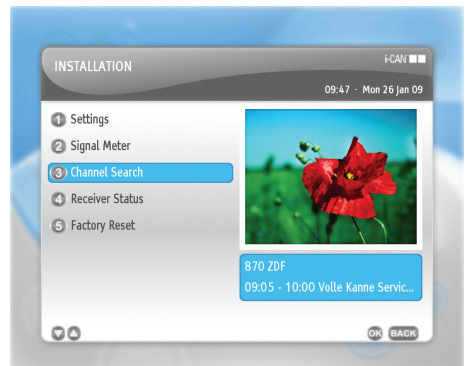 INSTALLATION
i-CAN
09:47 · Mon 26 Jan 09
1 Settings
2 Signal Meter
3 Channel Search
4 Receiver Status
5 Factory Reset
870 ZDF
09:05 - 10:00 Volle Kanne Servic...
OK BACK